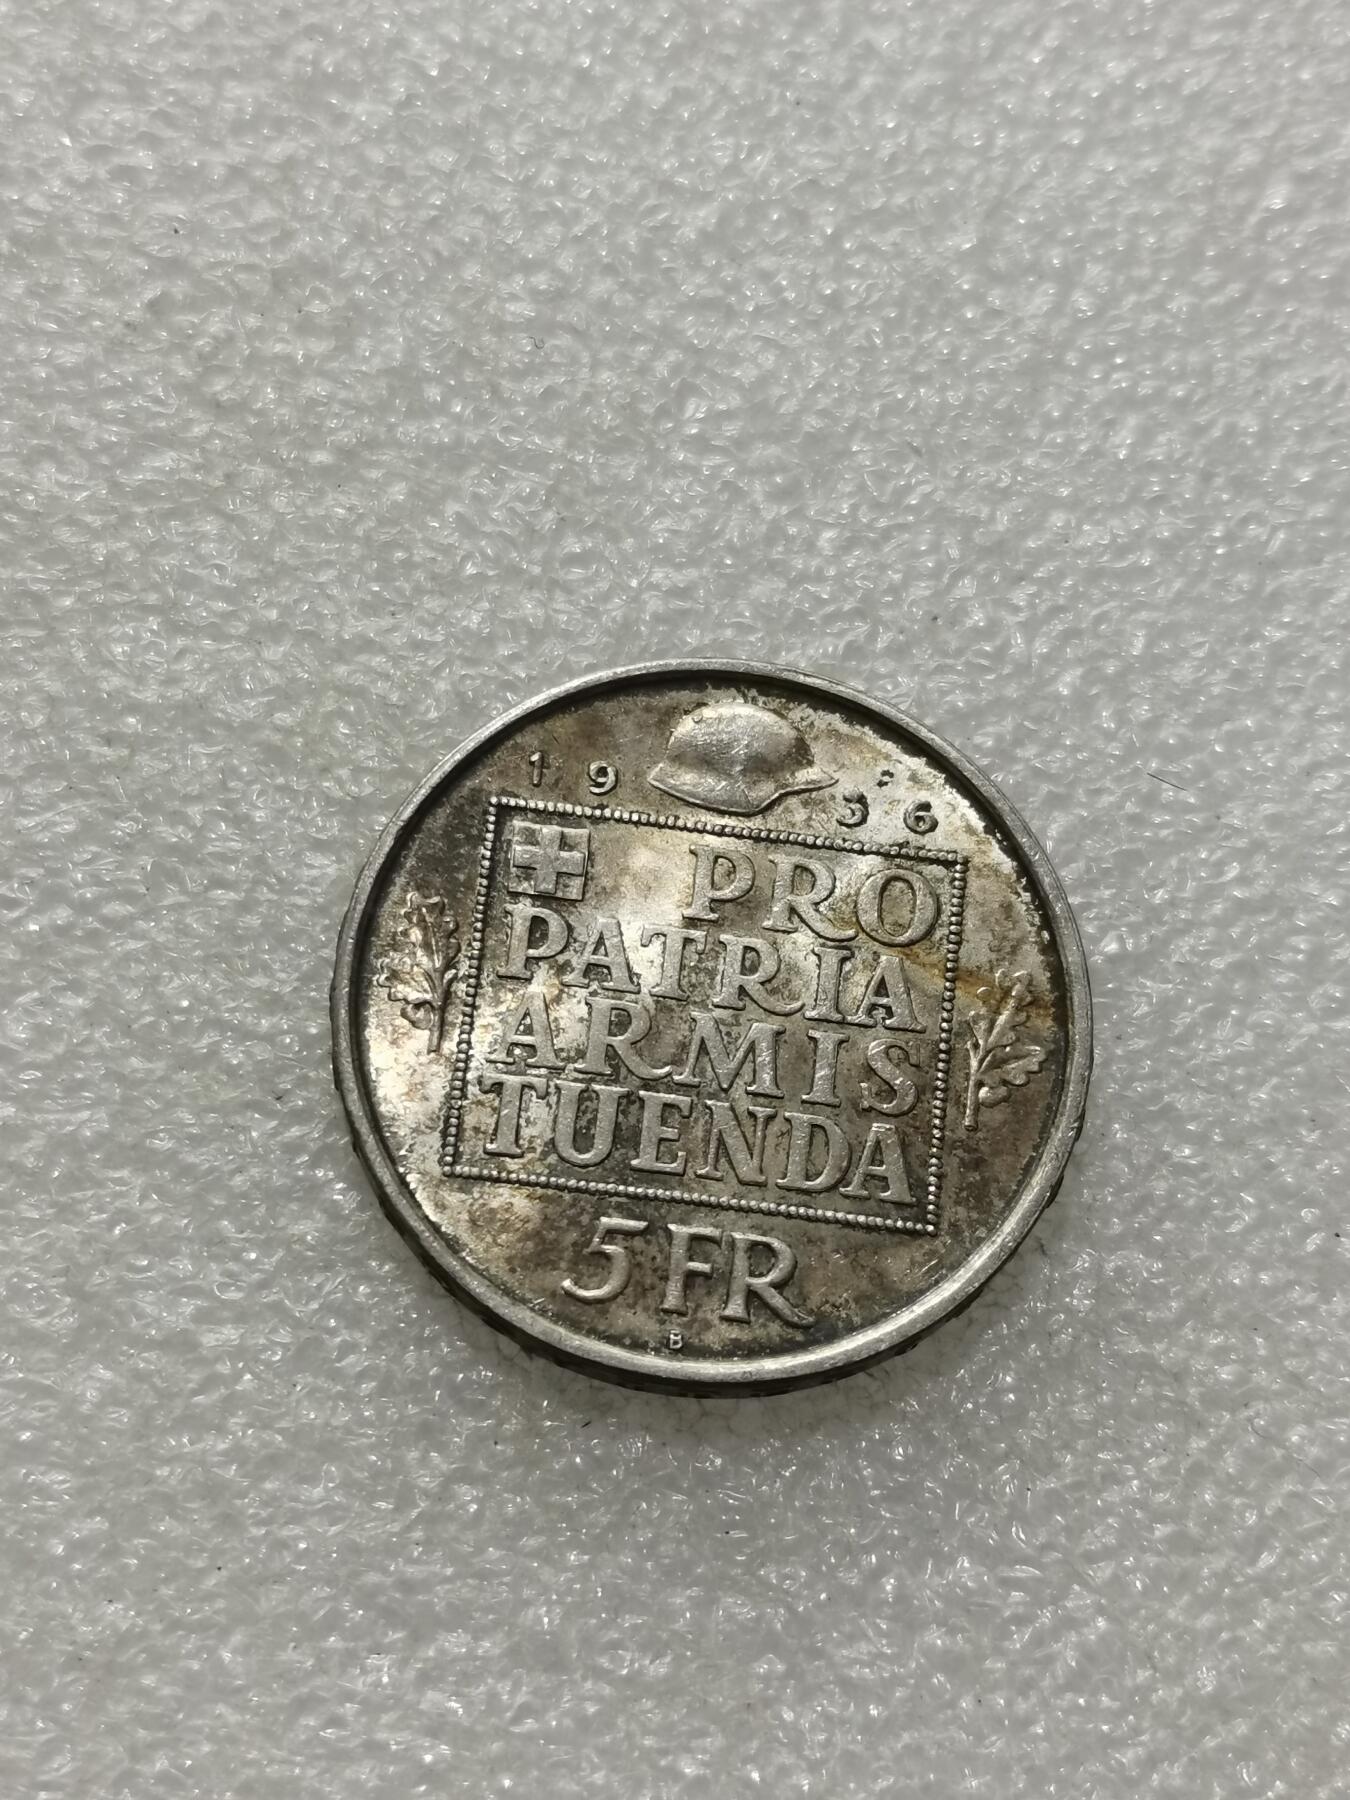 1936
PRO
PATRIA
ARMIS
TUENDA
5 FR
B